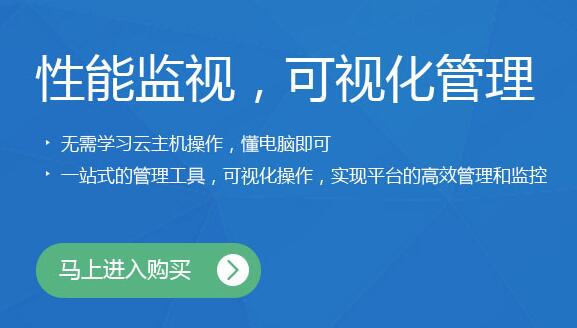 性能监视，可视化管理
无需学习云主机操作，懂电脑即可
一站式的管理工具，可视化操作，实现平台的高效管理和监控
马上进入购买